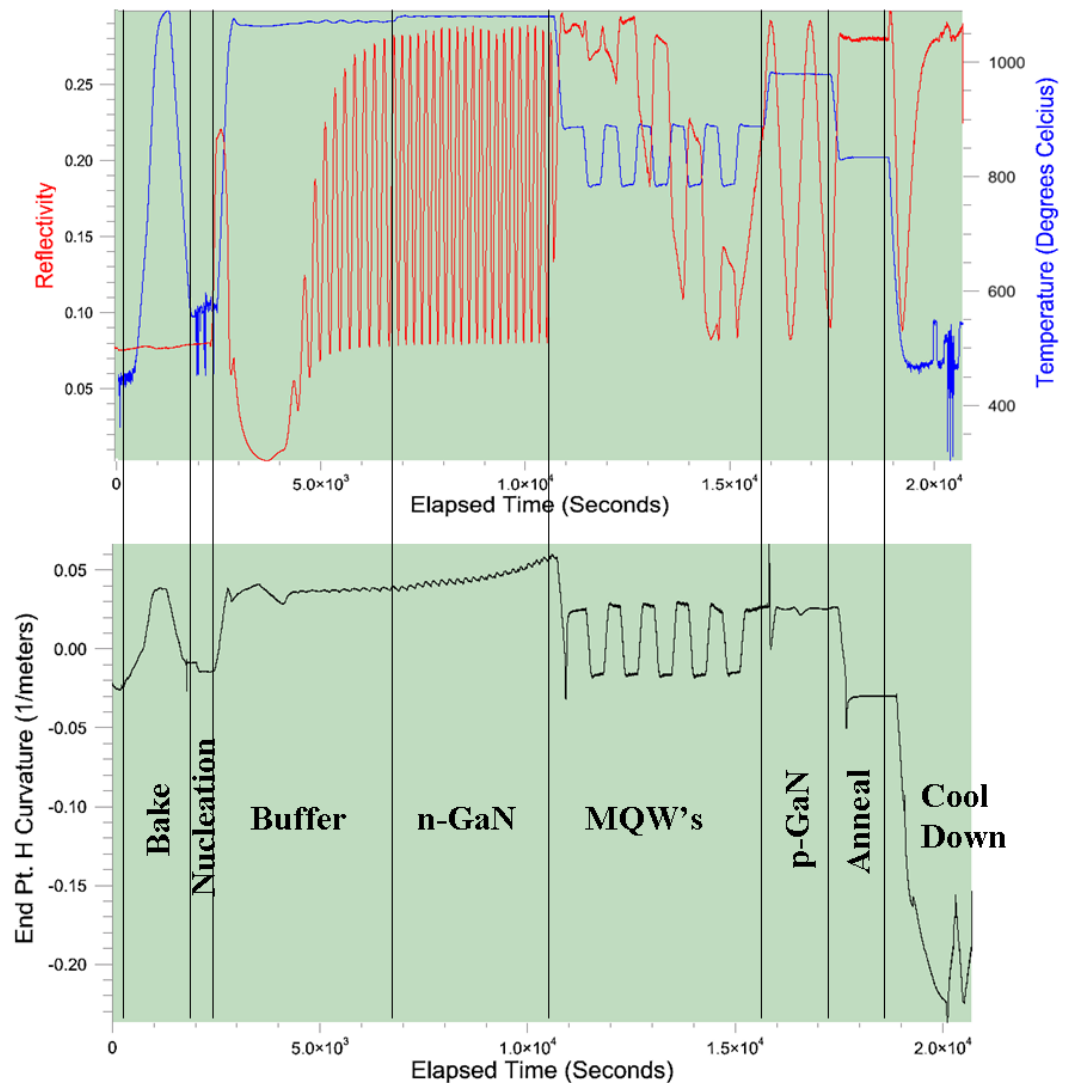 0.25
0.20
0.15
0.10
0.05
Reflectivity
1000
800
600
400
Temperature (Degrees Celcius)
0
5.0×10³
1.0×10⁴
1.5×10⁴
2.0×10⁴
Elapsed Time (Seconds)
0.05
0.00
-0.05
-0.10
-0.15
-0.20
End Pt. H Curvature (1/meters)
Bake
Nucleation
Buffer
n-GaN
MQW's
p-GaN
Anneal
Cool
Down
0
5.0×10³
1.0×10⁴
1.5×10⁴
2.0×10⁴
Elapsed Time (Seconds)